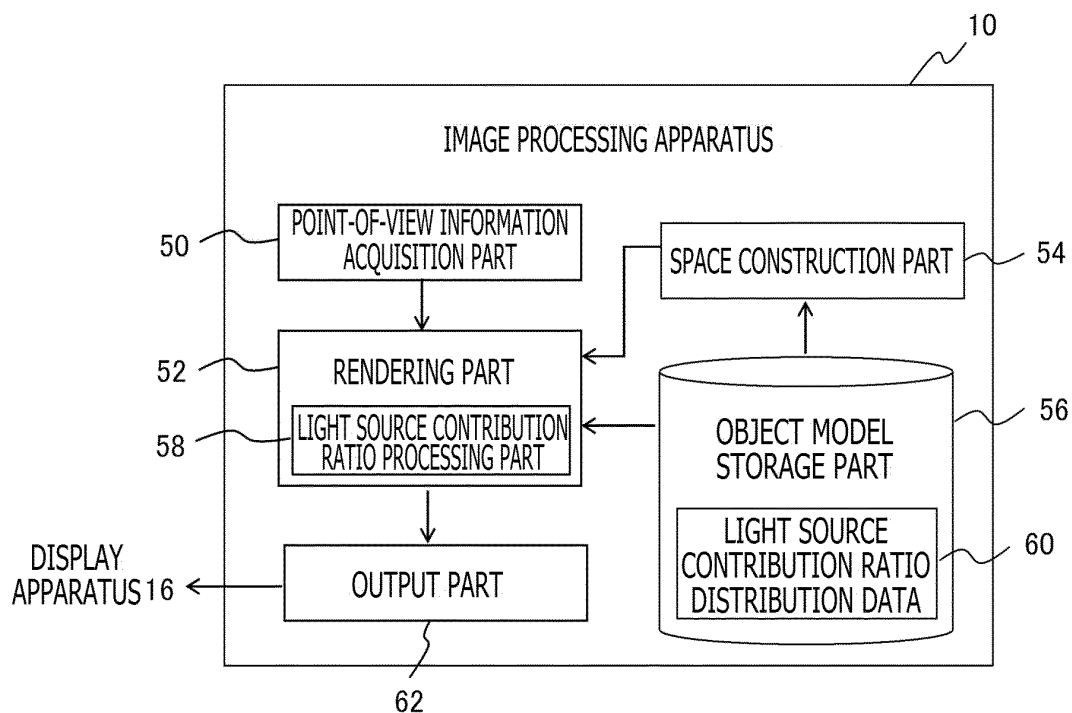 10
IMAGE PROCESSING APPARATUS
POINT-OF-VIEW INFORMATION
ACQUISITION PART
50
SPACE CONSTRUCTION PART
54
52
RENDERING PART
58
LIGHT SOURCE CONTRIBUTION
RATIO PROCESSING PART
OBJECT MODEL
STORAGE PART
56
LIGHT SOURCE
CONTRIBUTION RATIO
DISTRIBUTION DATA
60
DISPLAY
APPARATUS 16
OUTPUT PART
62